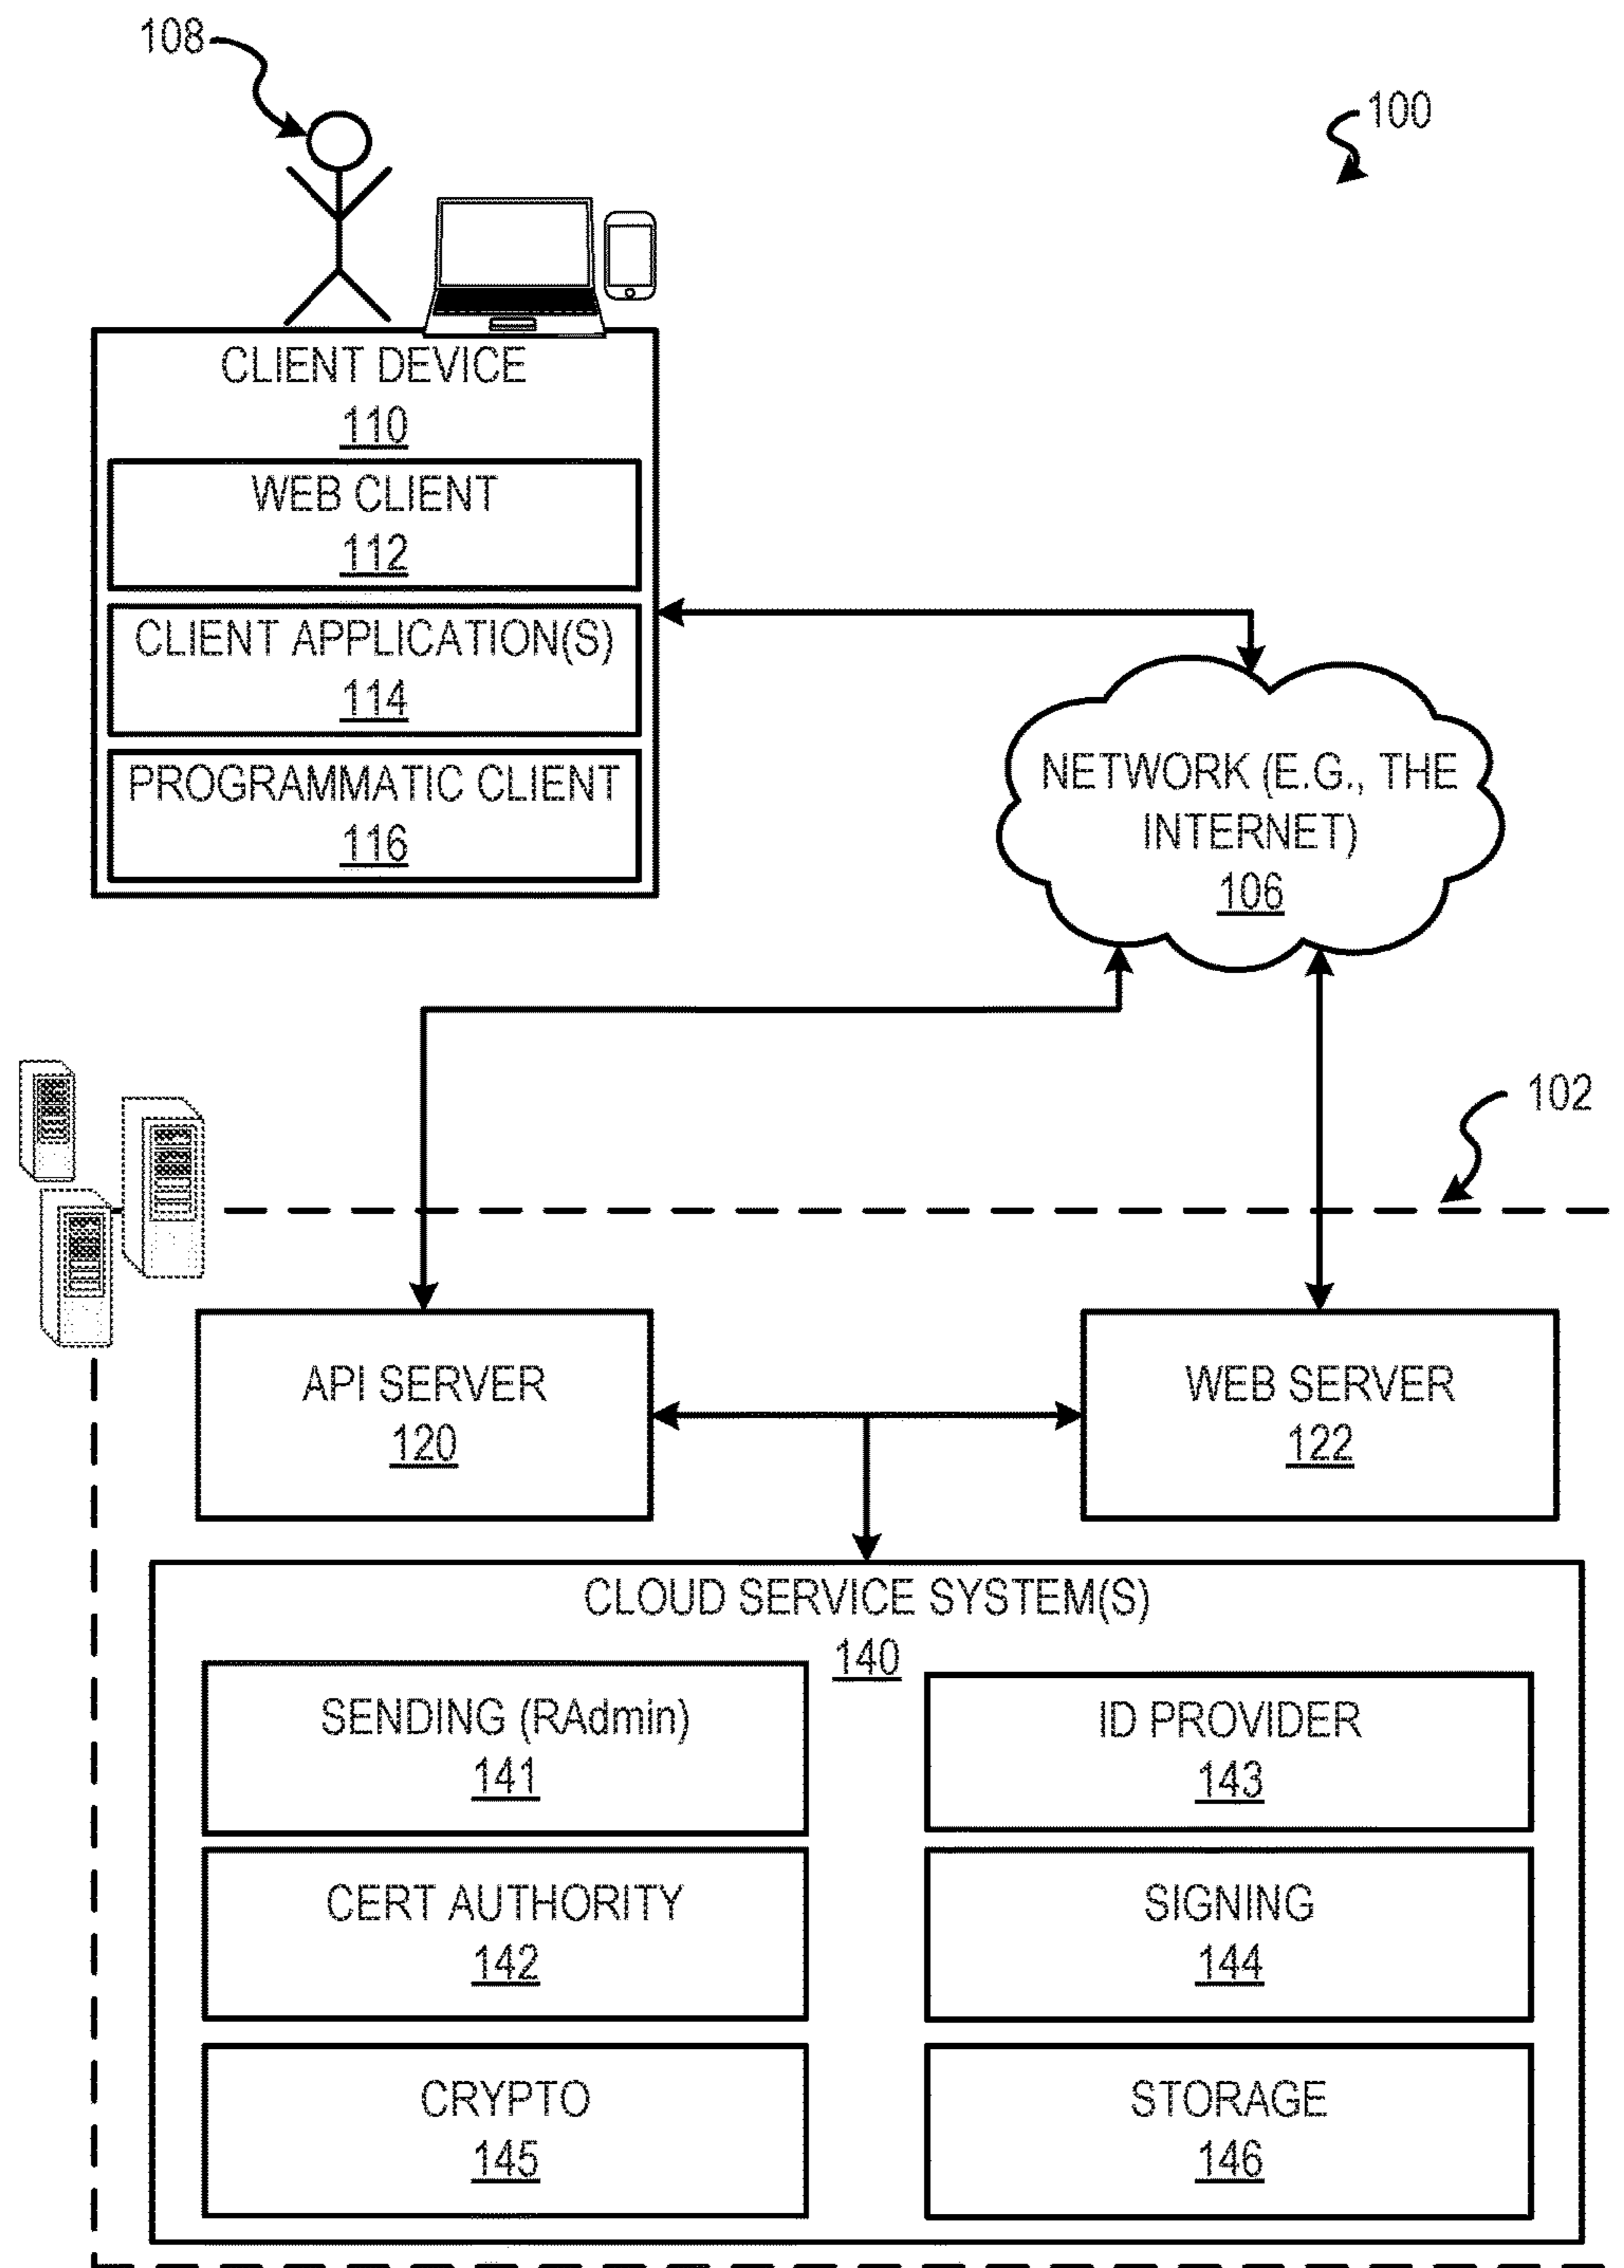 108
100
CLIENT DEVICE
110
WEB CLIENT
112
CLIENT APPLICATION(S)
114
PROGRAMMATIC CLIENT
116
NETWORK (E.G., THE
INTERNET)
106
102
API SERVER
120
WEB SERVER
122
CLOUD SERVICE SYSTEM(S)
140
SENDING (RAdmin)
141
ID PROVIDER
143
CERT AUTHORITY
142
SIGNING
144
CRYPTO
145
STORAGE
146